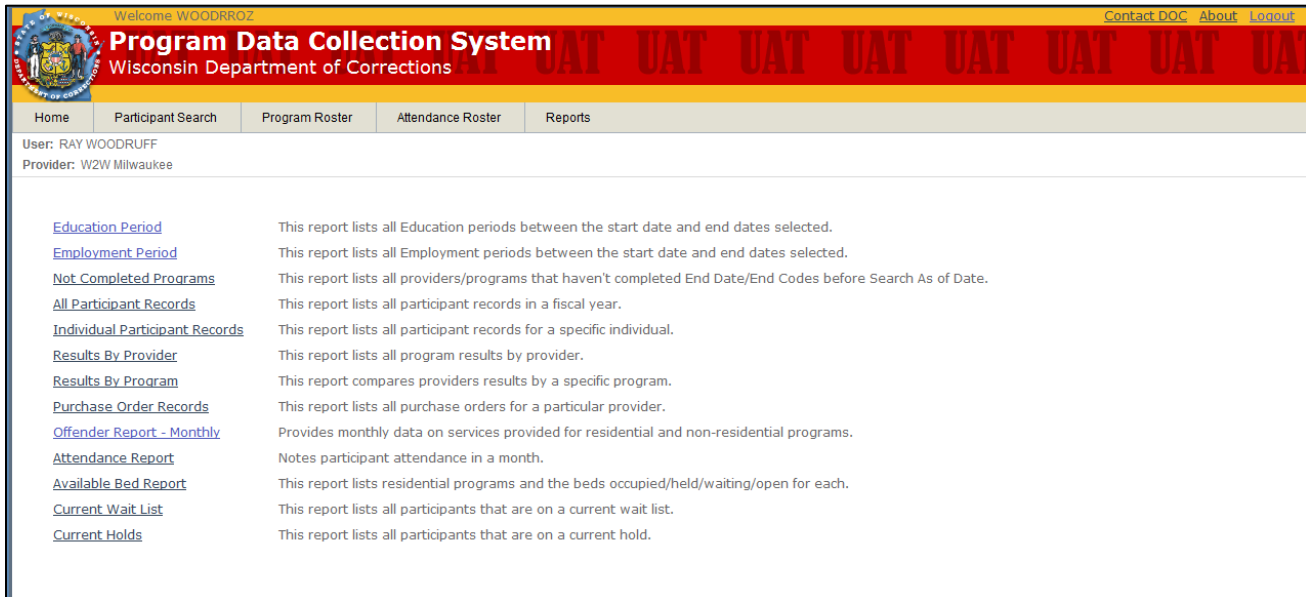 Welcome WOODRROZ
Contact DOC About Logout
Program Data Collection System
Wisconsin Department of Corrections
UAT UAT UAT UAT UAT UAT UAT UA
Home Participant Search Program Roster Attendance Roster Reports
User: RAY WOODRUFF
Provider: W2W Milwaukee
Education Period This report lists all Education periods between the start date and end dates selected.
Employment Period This report lists all Employment periods between the start date and end dates selected.
Not Completed Programs This report lists all providers/programs that haven't completed End Date/End Codes before Search As of Date.
All Participant Records This report lists all participant records in a fiscal year.
Individual Participant Records This report lists all participant records for a specific individual.
Results By Provider This report lists all program results by provider.
Results By Program This report compares providers results by a specific program.
Purchase Order Records This report lists all purchase orders for a particular provider.
Offender Report - Monthly Provides monthly data on services provided for residential and non-residential programs.
Attendance Report Notes participant attendance in a month.
Available Bed Report This report lists residential programs and the beds occupied/held/waiting/open for each.
Current Wait List This report lists all participants that are on a current wait list.
Current Holds This report lists all participants that are on a current hold.